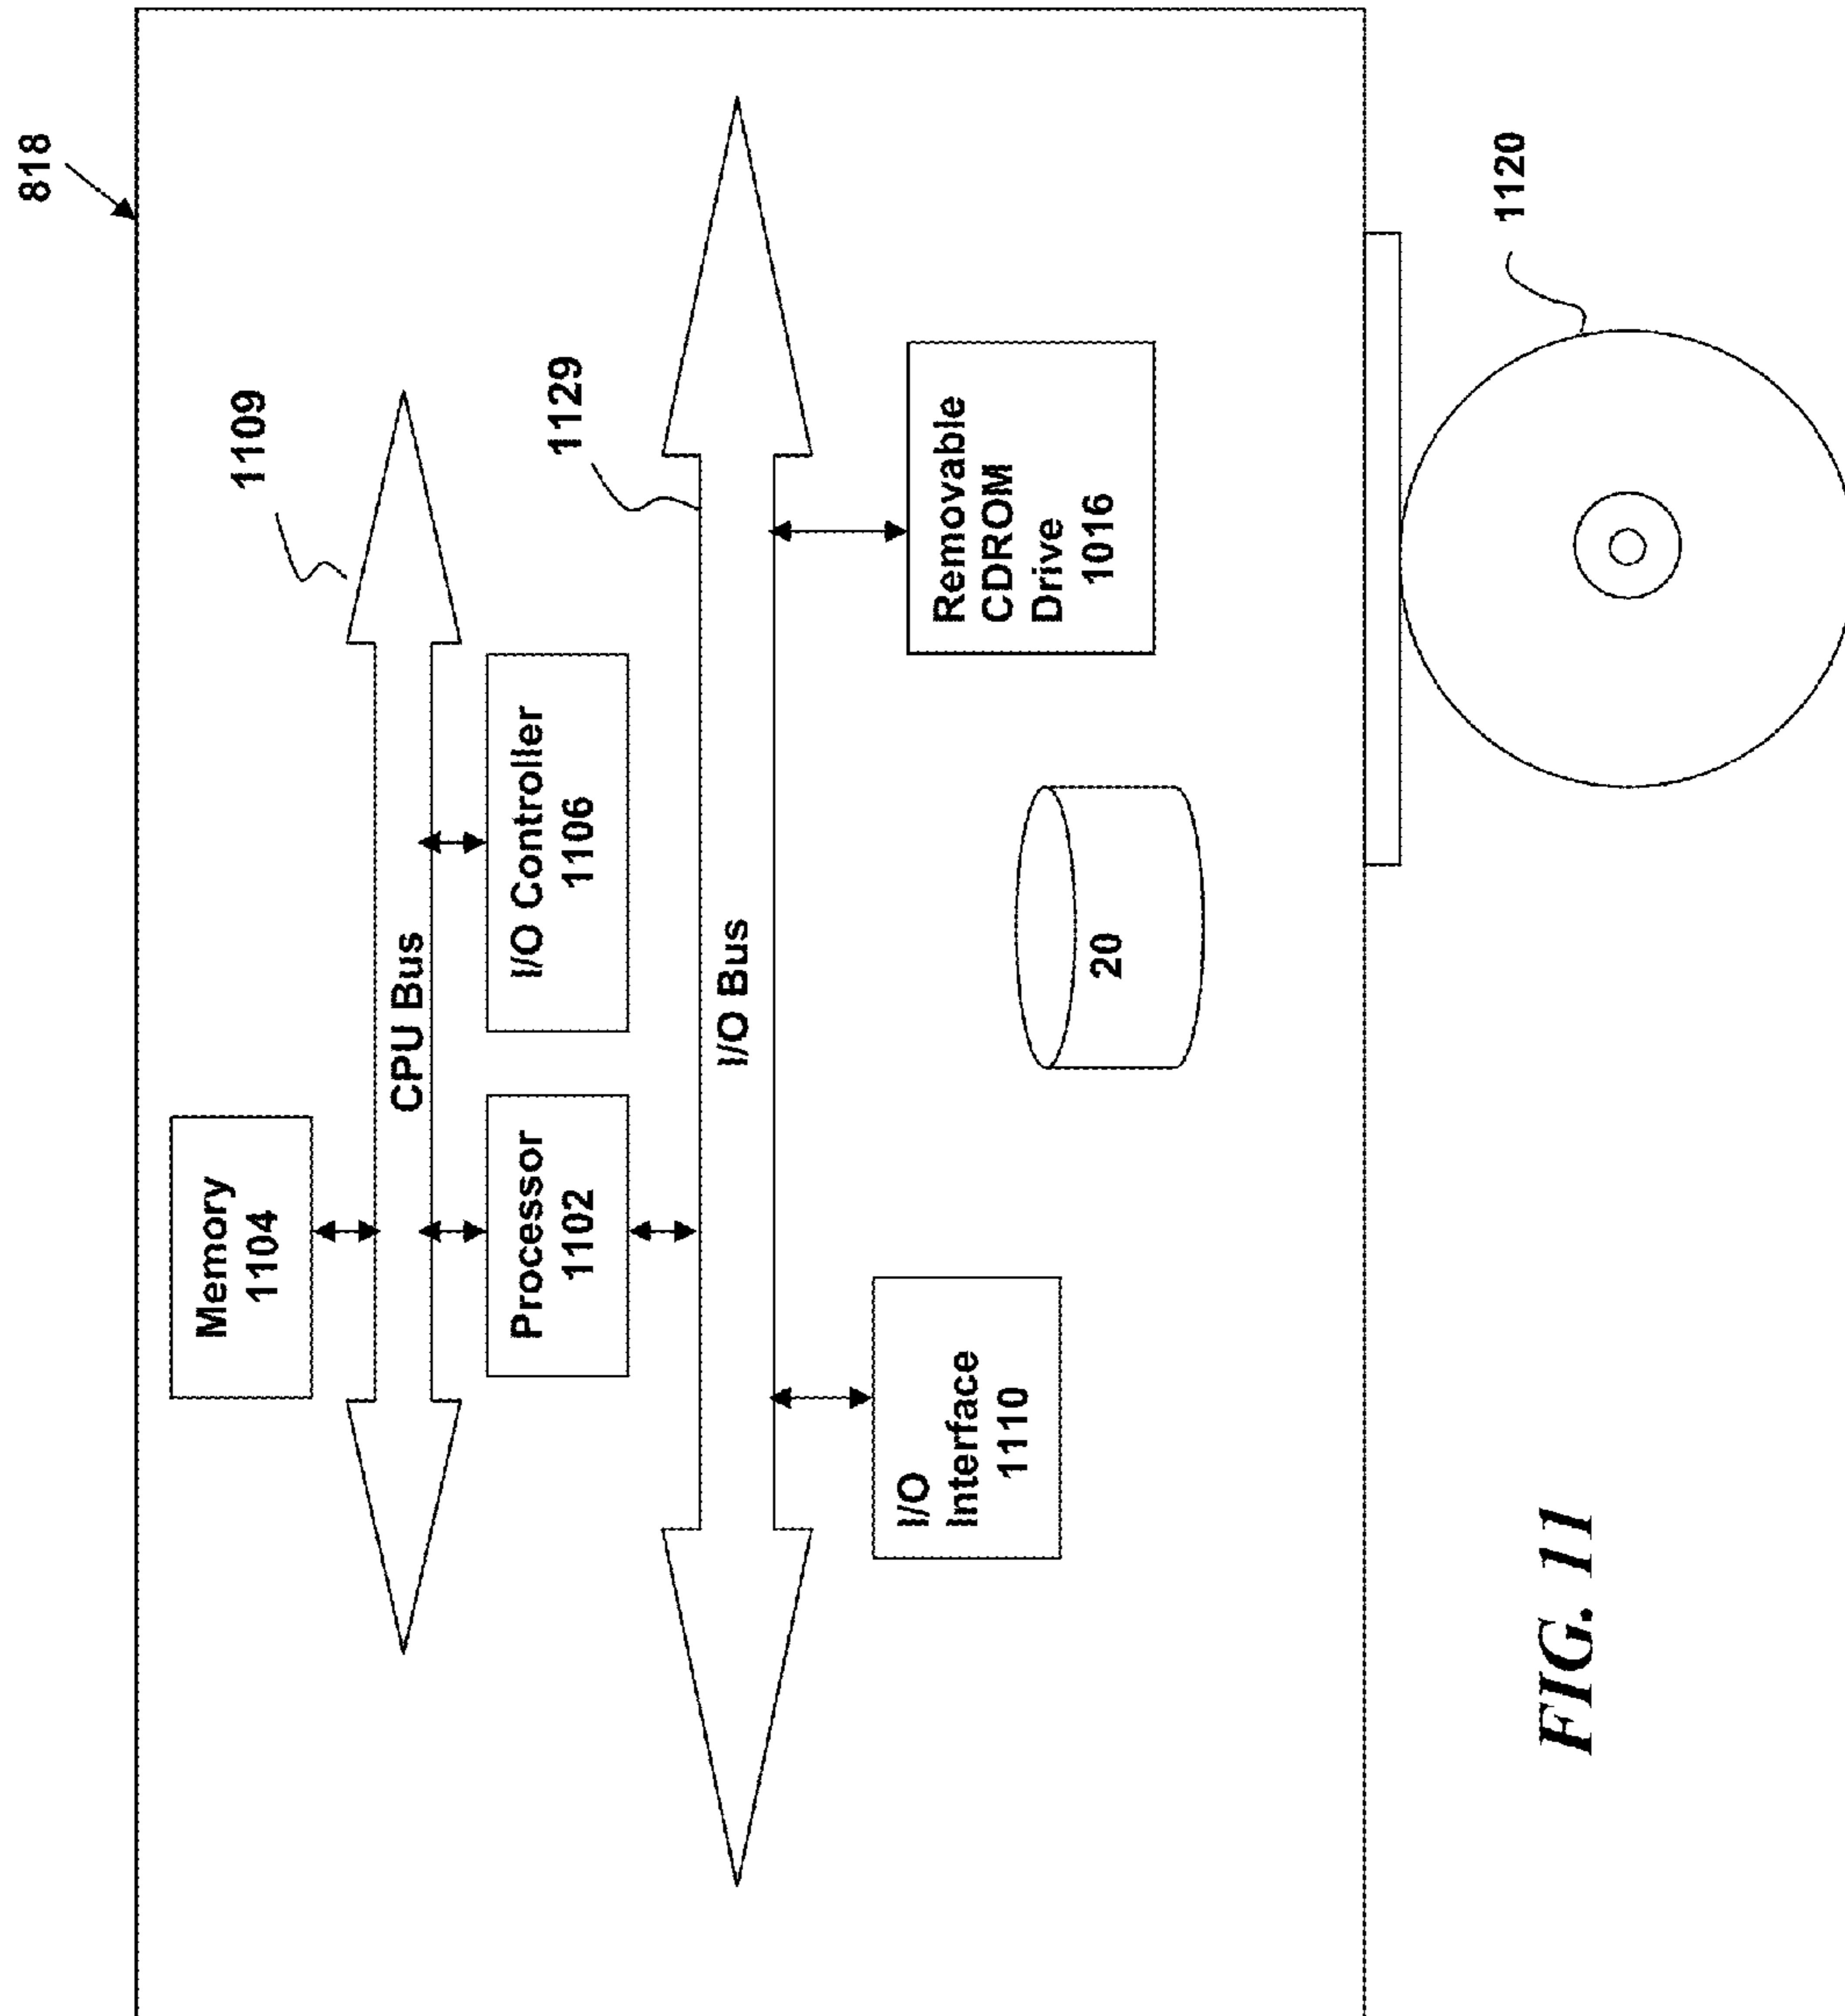 818
Memory
1104
1109
CPU Bus
Processor
1102
I/O Controller
1106
1129
I/O Bus
I/O
Interface
1110
20
Removable
CDROM
Drive
1016
1120
FIG. 11